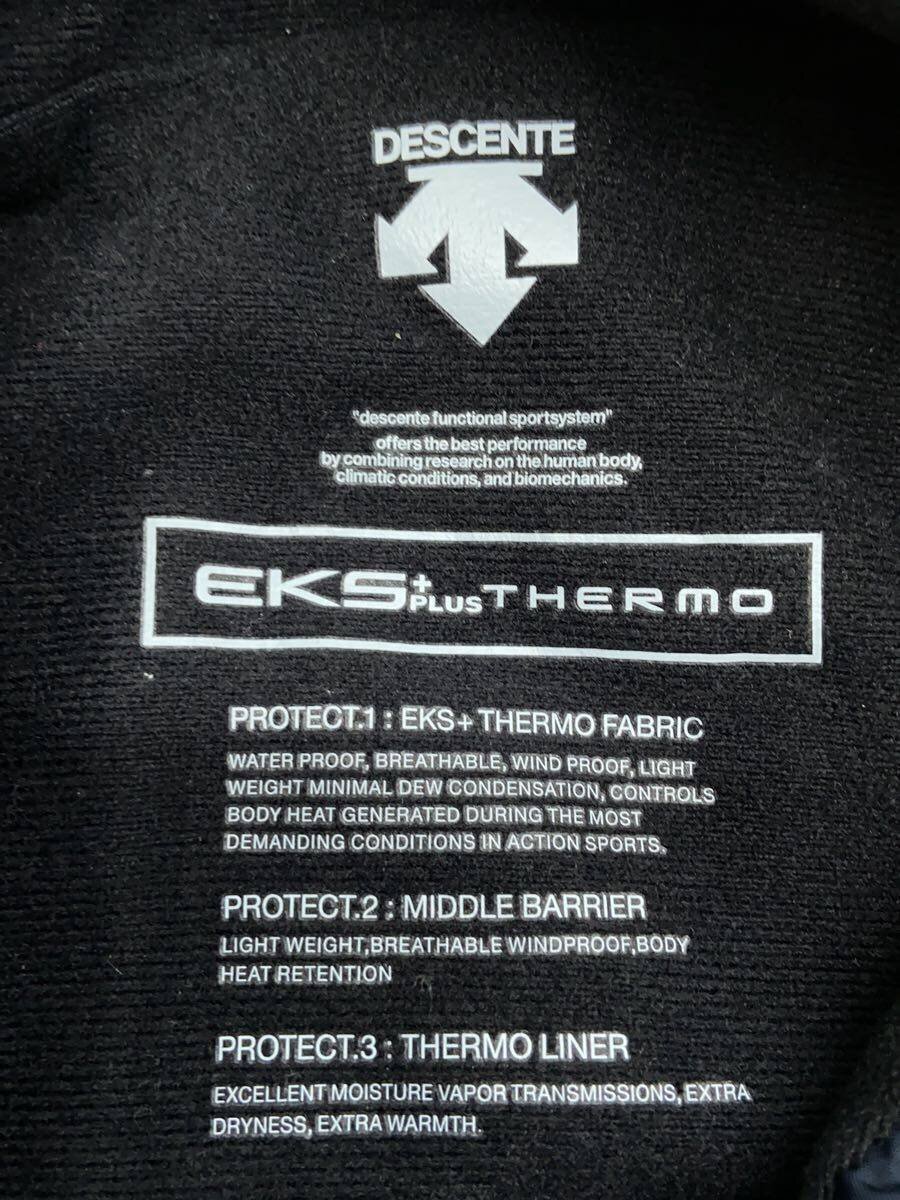 DESCENTE
"descente functional sportsystem"
offers the best performance
by combining research on the human body,
climatic conditions, and biomechanics.
EKS+ PLUS THERMO
PROTECT.1 : EKS+ THERMO FABRIC
WATER PROOF, BREATHABLE, WIND PROOF, LIGHT
WEIGHT MINIMAL DEW CONDENSATION, CONTROLS
BODY HEAT GENERATED DURING THE MOST
DEMANDING CONDITIONS IN ACTION SPORTS.
PROTECT.2 : MIDDLE BARRIER
LIGHT WEIGHT,BREATHABLE WINDPROOF,BODY
HEAT RETENTION
PROTECT.3 : THERMO LINER
EXCELLENT MOISTURE VAPOR TRANSMISSIONS, EXTRA
DRYNESS, EXTRA WARMTH.